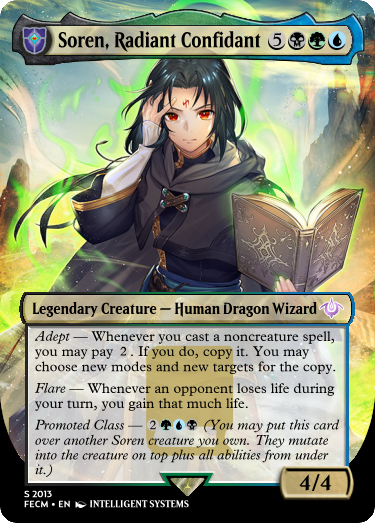 Soren, Radiant Confidant 5
Legendary Creature — Human Dragon Wizard
Adept — Whenever you cast a noncreature spell,
you may pay 2 . If you do, copy it. You may
choose new modes and new targets for the copy.
Flare — Whenever an opponent loses life during
your turn, you gain that much life.
Promoted Class — 2 (You may put this card
over another Soren creature you own. They mutate
into the creature on top plus all abilities from under
it.)
4/4
S 2013
FECM • EN INTELLIGENT SYSTEMS